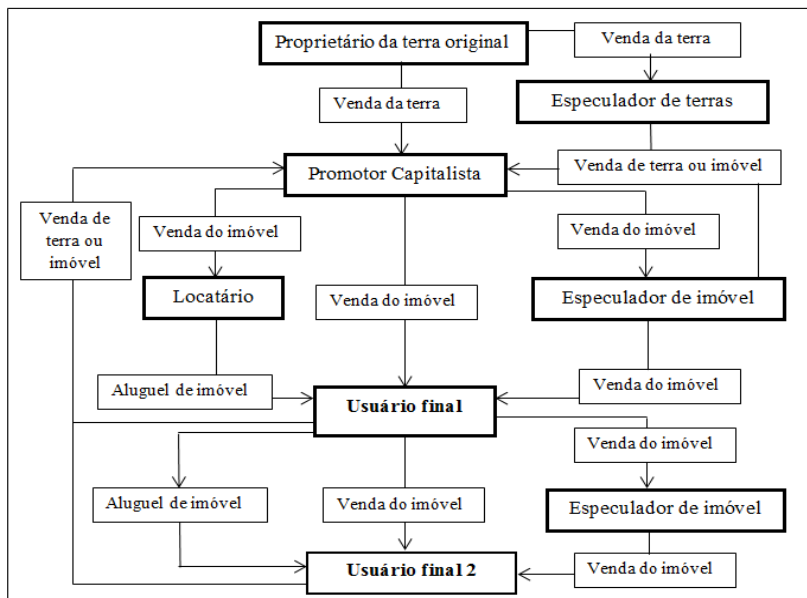 Proprietário da terra original
Venda da terra
Venda da terra
Especulador de terras
Promotor Capitalista
Venda de terra ou imóvel
Venda de
terra ou
imóvel
Venda do imóvel
Venda do imóvel
Locatário
Venda do imóvel
Especulador de imóvel
Aluguel de imóvel
Usuário final
Venda do imóvel
Venda do imóvel
Aluguel de imóvel
Venda do imóvel
Especulador de imóvel
Usuário final 2
Venda do imóvel